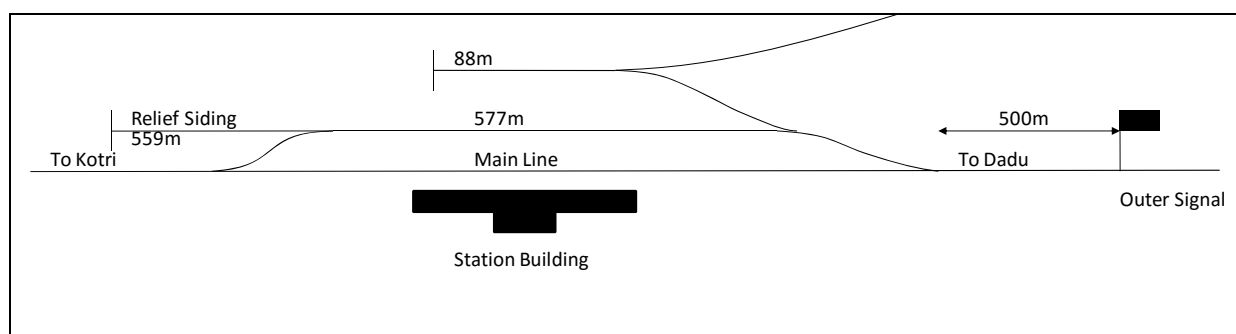 88m
Relief Siding
577m
500m
559m
To Kotri
Main Line
To Dadu
Outer Signal
Station Building